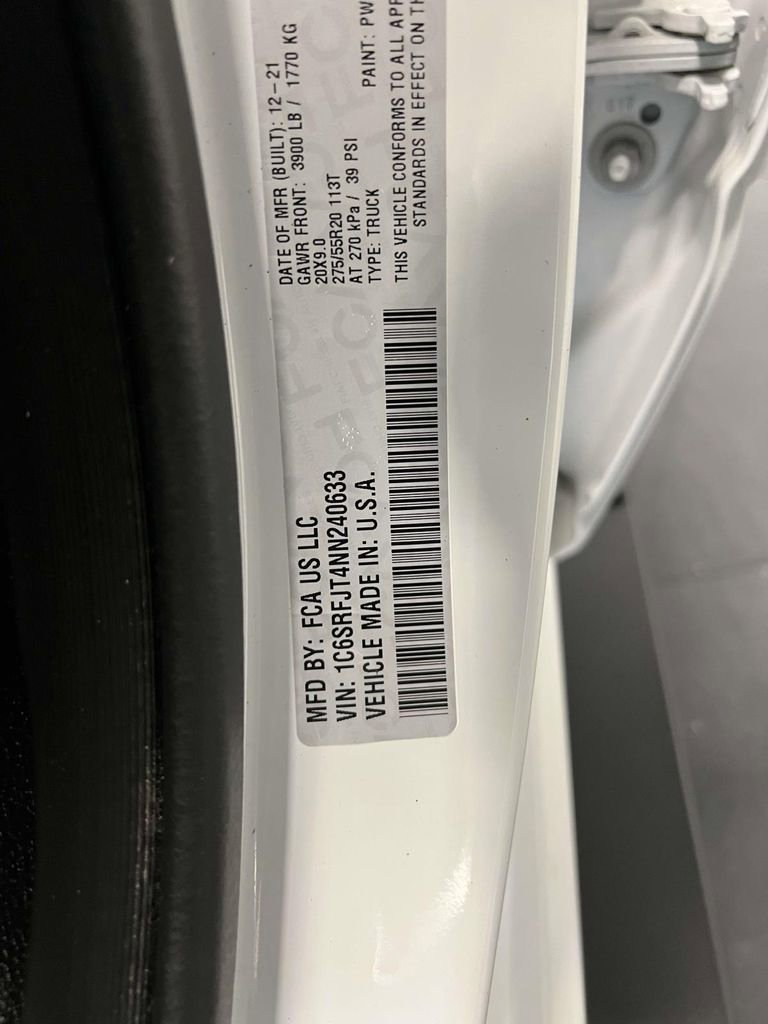 MFD BY: FCA US LLC
VIN: 1C6SRFJT4NN240633
VEHICLE MADE IN: U.S.A.
DATE OF MFR (BUILT): 12-21
GAWR FRONT: 3900 LB / 1770 KG
20X9.0
275/55R20 113T
AT 270 kPa / 39 PSI
TYPE: TRUCK PAINT: PW
THIS VEHICLE CONFORMS TO ALL APP
STANDARDS IN EFFECT ON TH